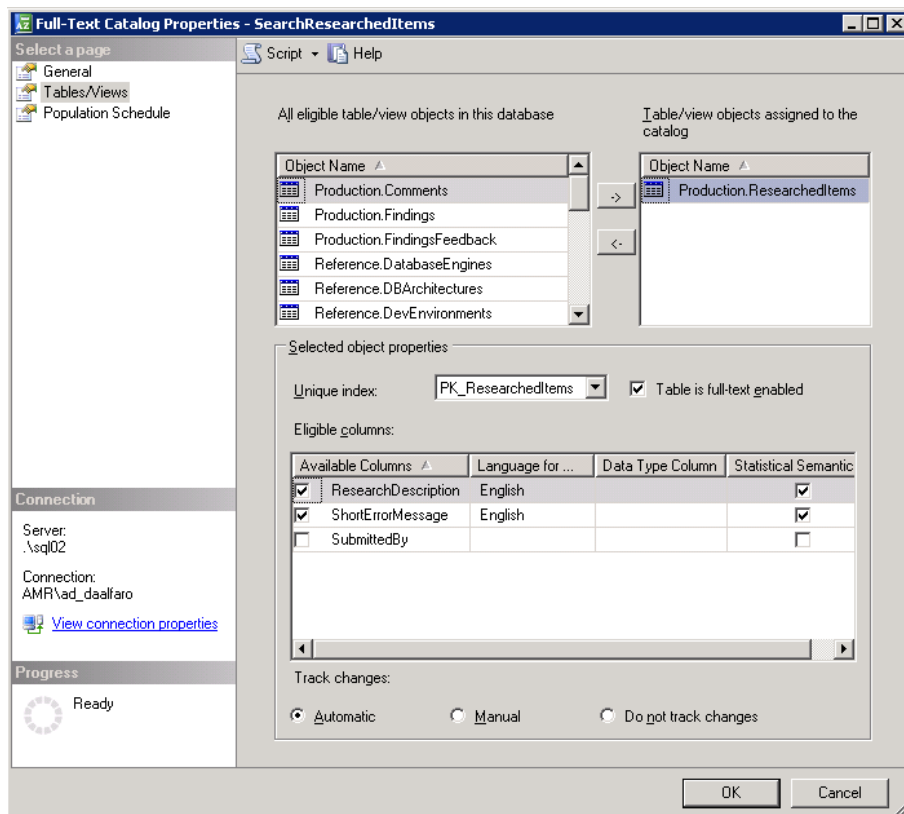 Full-Text Catalog Properties - SearchResearchedItems
Select a page
General
Tables/Views
Population Schedule
Script
Help
All eligible table/view objects in this database
Object Name
Production.Comments
Production.Findings
Production.FindingsFeedback
Reference.DatabaseEngines
Reference.DBArchitectures
Reference.DevEnvironments
->
<-
Table/view objects assigned to the
catalog
Object Name
Production.ResearchedItems
Selected object properties
Unique index:
PK_ResearchedItems
Table is full-text enabled
Eligible columns:
Available Columns Language for ... Data Type Column Statistical Semantic
ResearchDescription English
ShortErrorMessage English
SubmittedBy
Track changes:
Automatic Manual Do not track changes
Connection
Server:
.\sql02
Connection:
AMR\ad_daalfaro
View connection properties
Progress
Ready
OK Cancel